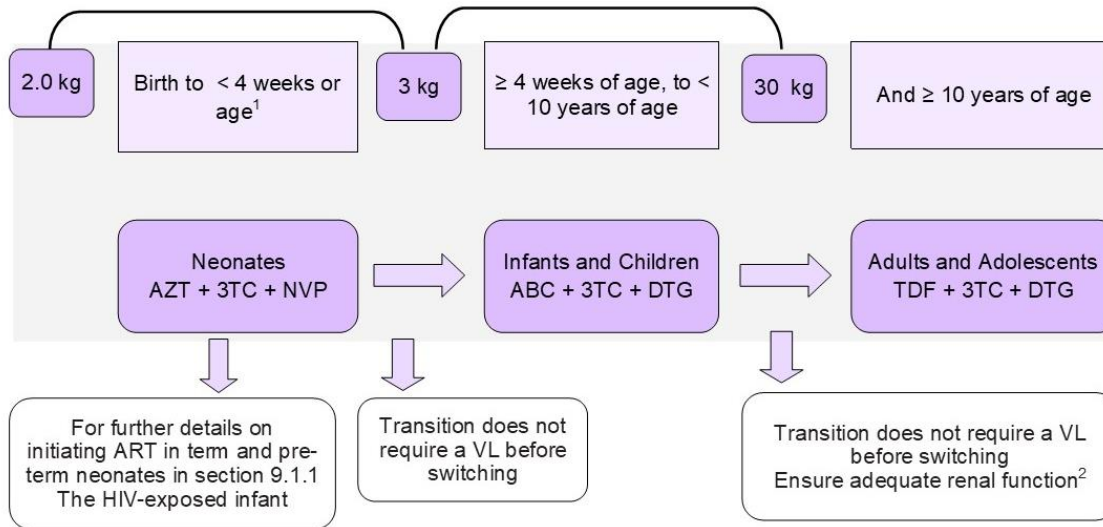 2.0 kg
Birth to < 4 weeks or
age¹
3 kg
≥ 4 weeks of age, to <
10 years of age
30 kg
And ≥ 10 years of age
Neonates
AZT + 3TC + NVP
Infants and Children
ABC + 3TC + DTG
Adults and Adolescents
TDF + 3TC + DTG
For further details on
initiating ART in term and pre-
term neonates in section 9.1.1
The HIV-exposed infant
Transition does not
require a VL before
switching
Transition does not require a VL
before switching
Ensure adequate renal function²